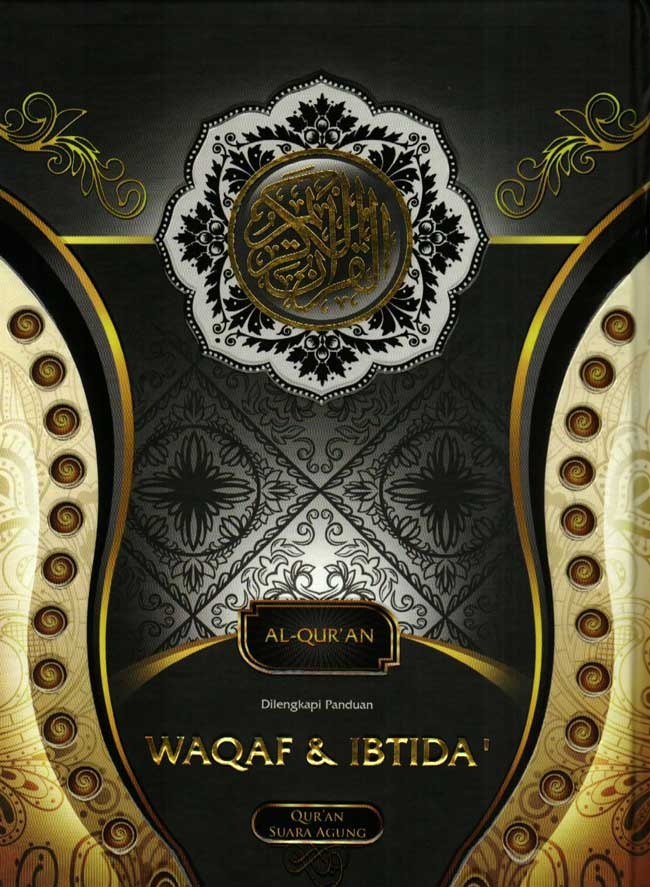 القرآن الكريم
AL-QUR'AN
Dilengkapi Panduan
WAQAF & IBTIDA'
QUR'AN
SUARA AGUNG